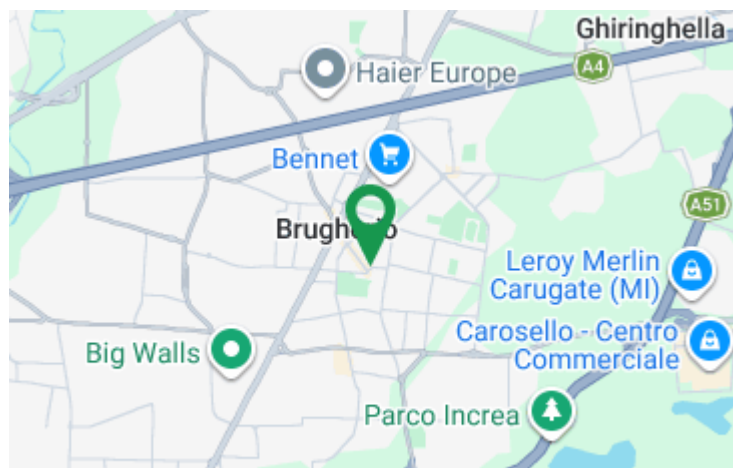 Ghiringhella
A4
Haier Europe
Bennet
A51
Leroy Merlin
Carugate (MI)
Carosello - Centro
Commerciale
Big Walls
Parco Increa